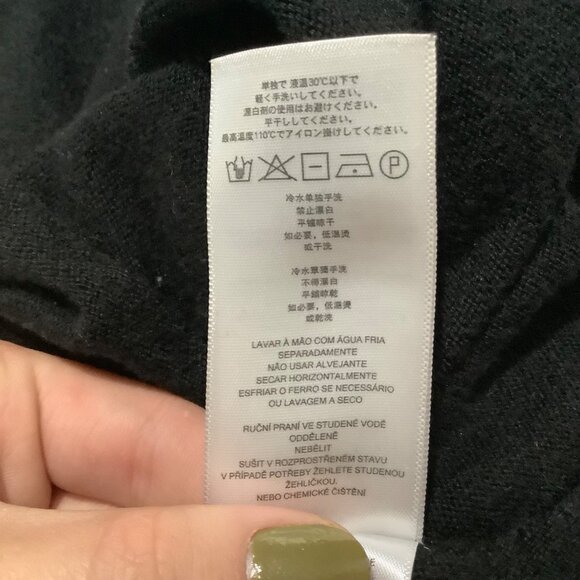 単独で 液温30℃以下で
軽く手洗いしてください。
漂白剤の使用はお避けください。
平干ししてください。
最高温度110℃でアイロン掛けしてください。
P
冷水单独手洗
禁止漂白
平铺晾干
如必要，低温烫
或干洗
冷水單獨手洗
不得漂白
平鋪晾乾
如必要，低溫燙
或乾洗
LAVAR À MÃO COM ÁGUA FRIA
SEPARADAMENTE
NÃO USAR ALVEJANTE
SECAR HORIZONTALMENTE
ESFRIAR O FERRO SE NECESSÁRIO
OU LAVAGEM A SECO
RUČNÍ PRANÍ VE STUDENÉ VODĚ
ODDĚLENĚ
NEBĚLIT
SUŠIT V ROZPROSTŘENÉM STAVU
V PŘÍPADĚ POTŘEBY ŽEHLETE STUDENOU
ŽEHLIČKOU.
NEBO CHEMICKÉ ČIŠTĚNÍ